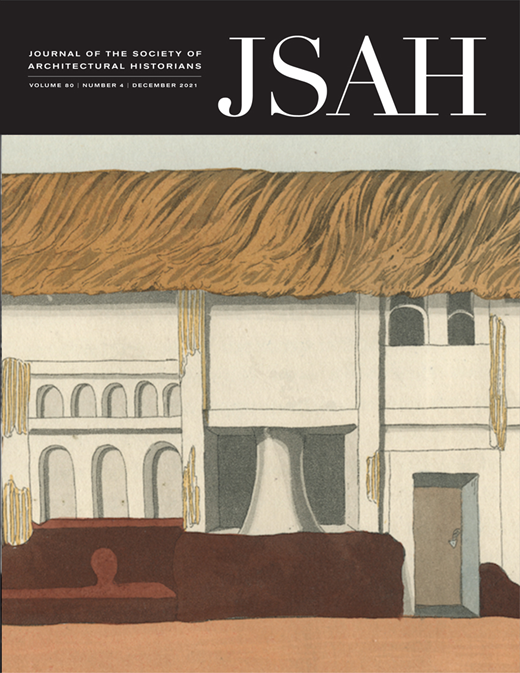 JOURNAL OF THE SOCIETY OF
ARCHITECTURAL HISTORIANS
VOLUME 80 | NUMBER 4 | DECEMBER 2021
JSAH